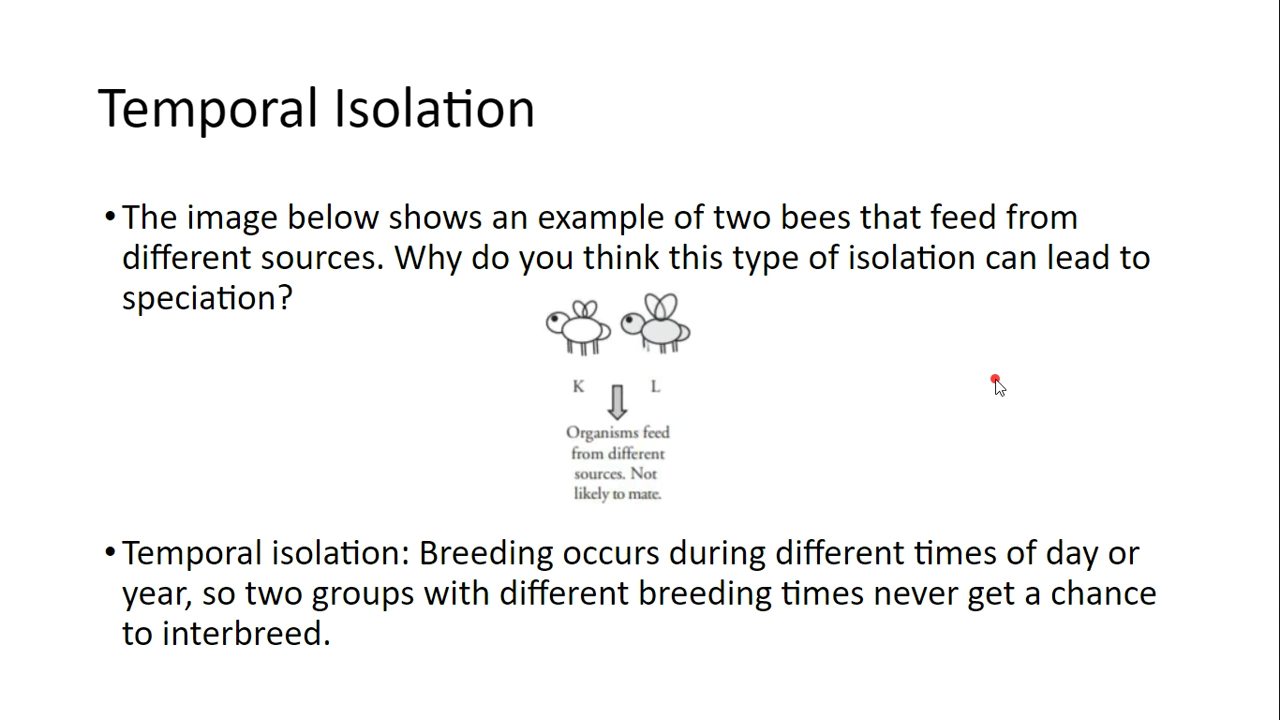 Temporal Isolation
• The image below shows an example of two bees that feed from
different sources. Why do you think this type of isolation can lead to
speciation?
K L
Organisms feed
from different
sources. Not
likely to mate.
• Temporal isolation: Breeding occurs during different times of day or
year, so two groups with different breeding times never get a chance
to interbreed.